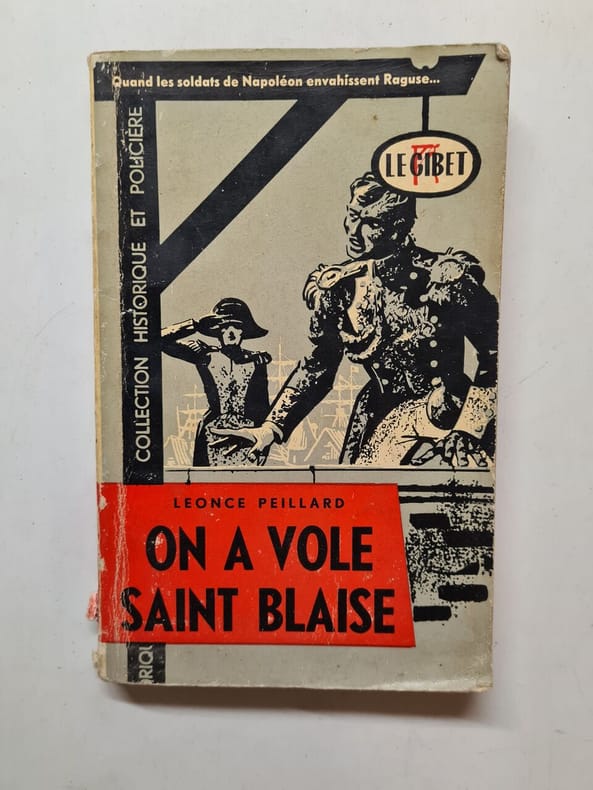 Quand les soldats de Napoléon envahissent Raguse...
LE GIBET
COLLECTION HISTORIQUE ET POLICIÈRE
LEONCE PEILLARD
ON A VOLE
SAINT BLAISE
ORIQU